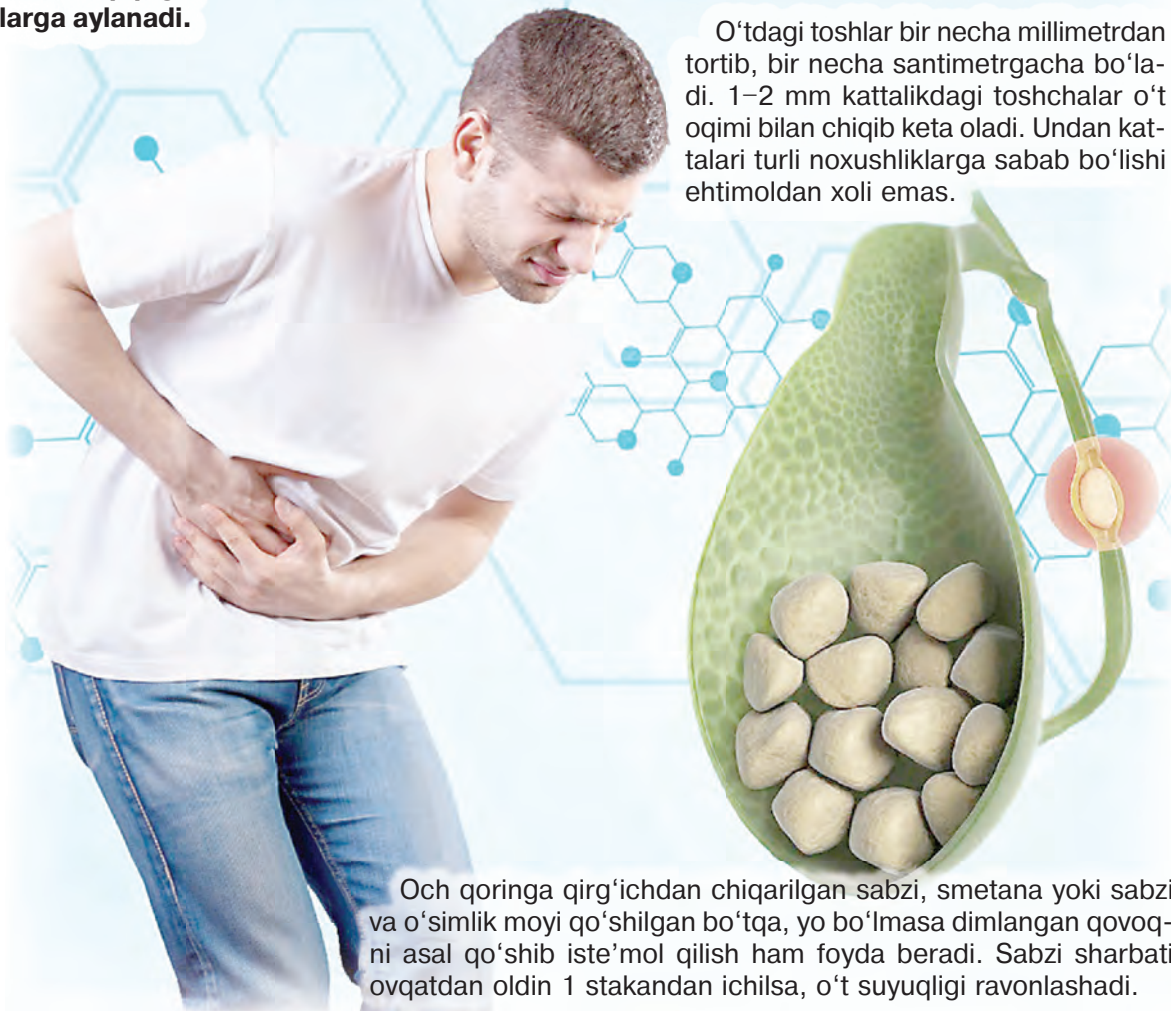 larga aylanadi.
O‘tdagi toshlar bir necha millimetrdan
tortib, bir necha santimetrgacha bo‘la-
di. 1–2 mm kattalikdagi toshchalar o‘t
oqimi bilan chiqib keta oladi. Undan kat-
talari turli noxushliklarga sabab bo‘lishi
ehtimoldan xoli emas.
Och qoringa qirg‘ichdan chiqarilgan sabzi, smetana yoki sabzi
va o‘simlik moyi qo‘shilgan bo‘tqa, yo bo‘lmasa dimlangan qovoq-
ni asal qo‘shib iste’mol qilish ham foyda beradi. Sabzi sharbati
ovqatdan oldin 1 stakandan ichilsa, o‘t suyuqligi ravonlashadi.